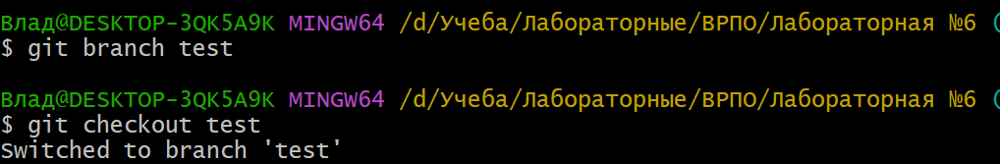 Влад@DESKTOP-3QK5A9K MINGW64 /d/Учеба/Лабораторные/ВРПО/Лабораторная №6 (
$ git branch test
Влад@DESKTOP-3QK5A9K MINGW64 /d/Учеба/Лабораторные/ВРПО/Лабораторная №6 (
$ git checkout test
Switched to branch 'test'